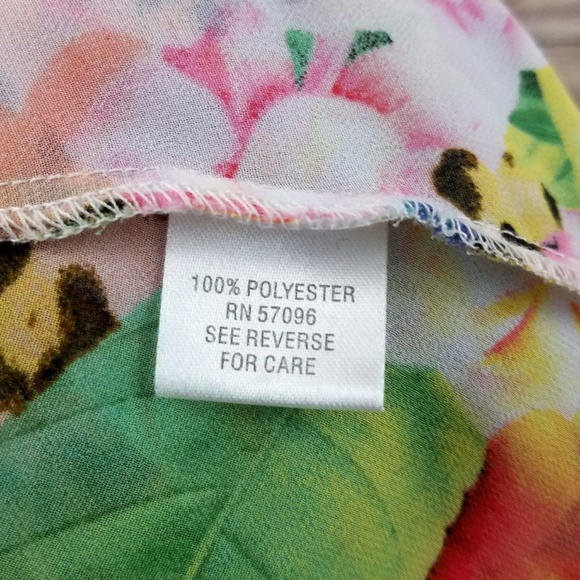 100% POLYESTER
RN 57096
SEE REVERSE
FOR CARE